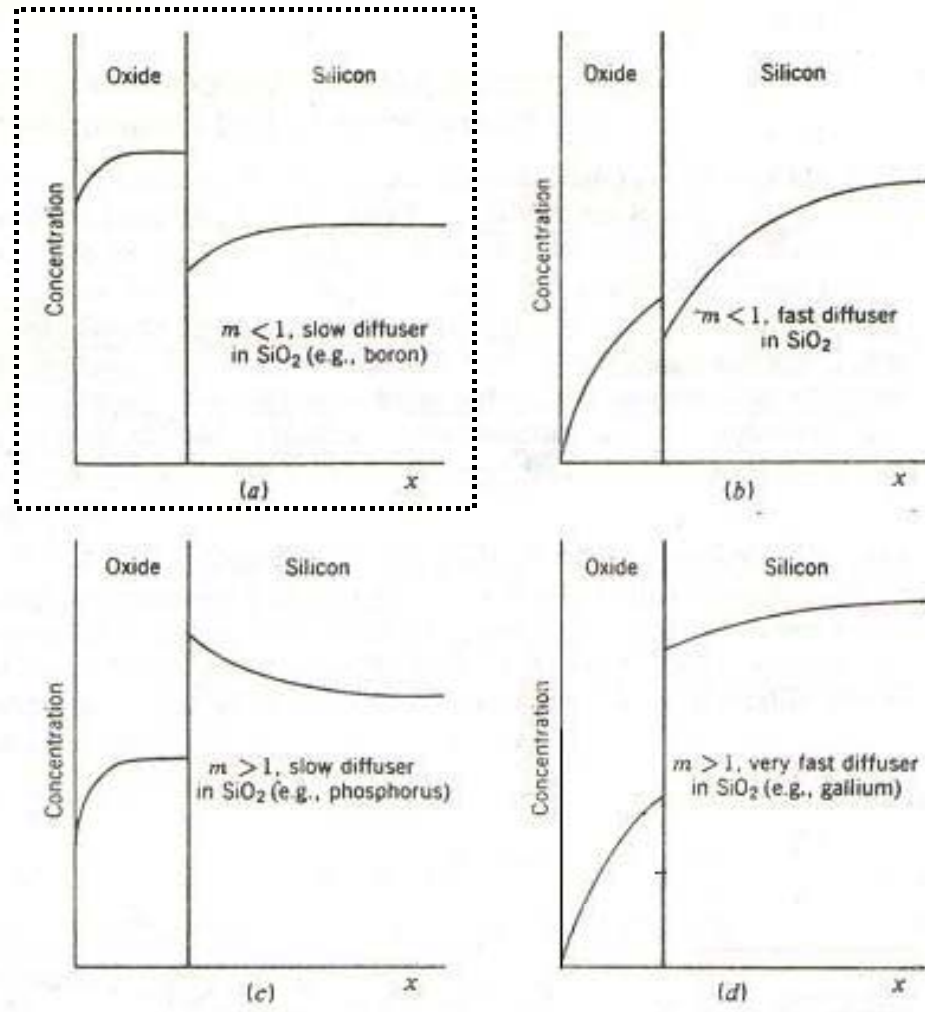 Oxide
Silicon
Concentration
m < 1, slow diffuser
in SiO₂ (e.g., boron)
(a)
x
Oxide
Silicon
Concentration
m < 1, fast diffuser
in SiO₂
(b)
x
Oxide
Silicon
Concentration
m > 1, slow diffuser
in SiO₂ (e.g., phosphorus)
(c)
x
Oxide
Silicon
Concentration
m > 1, very fast diffuser
in SiO₂ (e.g., gallium)
(d)
x